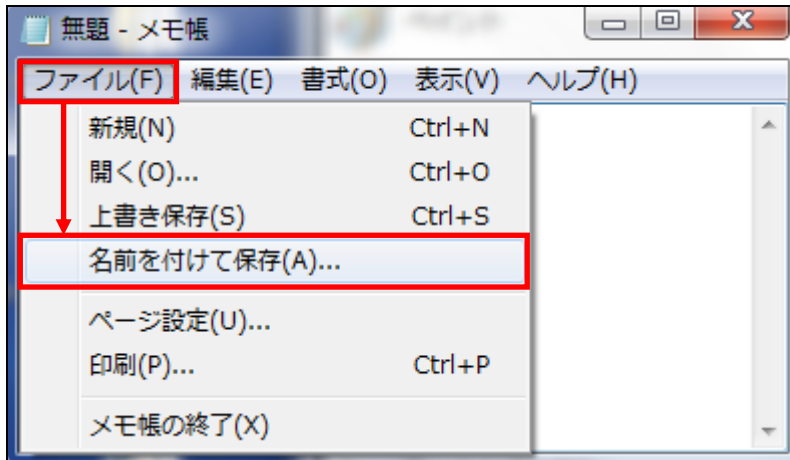 無題 - メモ帳
ファイル(F) 編集(E) 書式(O) 表示(V) ヘルプ(H)
新規(N) Ctrl+N
開く(O)... Ctrl+O
上書き保存(S) Ctrl+S
名前を付けて保存(A)...
ページ設定(U)...
印刷(P)... Ctrl+P
メモ帳の終了(X)